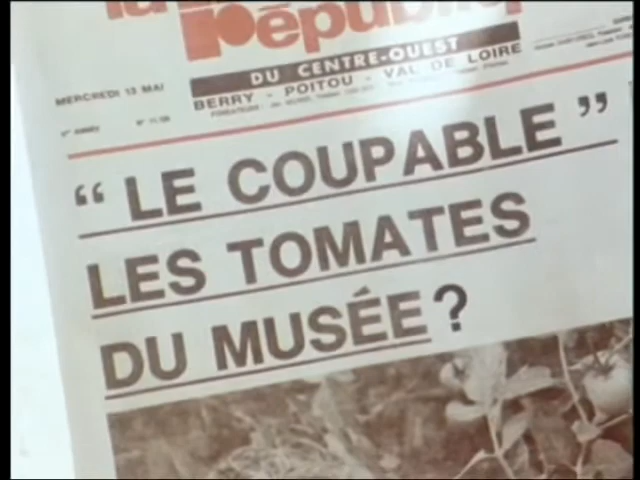 République
DU CENTRE-OUEST
BERRY - POITOU - VAL DE LOIRE
MERCREDI 13 MAI
“ LE COUPABLE ”
LES TOMATES
DU MUSÉE ?